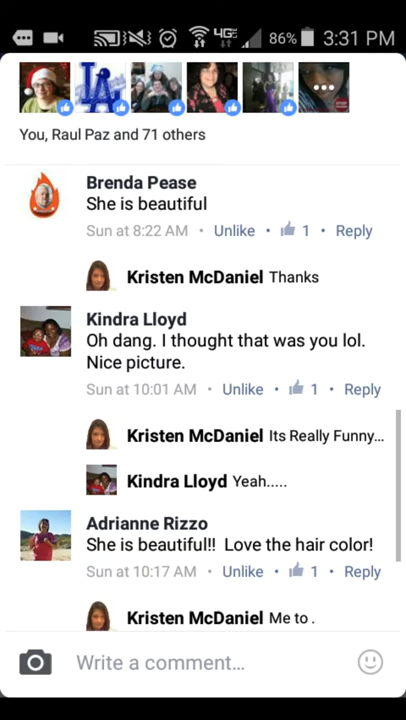 4G
86% 3:31 PM
You, Raul Paz and 71 others
Brenda Pease
She is beautiful
Sun at 8:22 AM • Unlike • 1 • Reply
Kristen McDaniel Thanks
Kindra Lloyd
Oh dang. I thought that was you lol.
Nice picture.
Sun at 10:01 AM • Unlike • 1 • Reply
Kristen McDaniel Its Really Funny...
Kindra Lloyd Yeah.....
Adrianne Rizzo
She is beautiful!! Love the hair color!
Sun at 10:17 AM • Unlike • 1 • Reply
Kristen McDaniel Me to .
Write a comment...